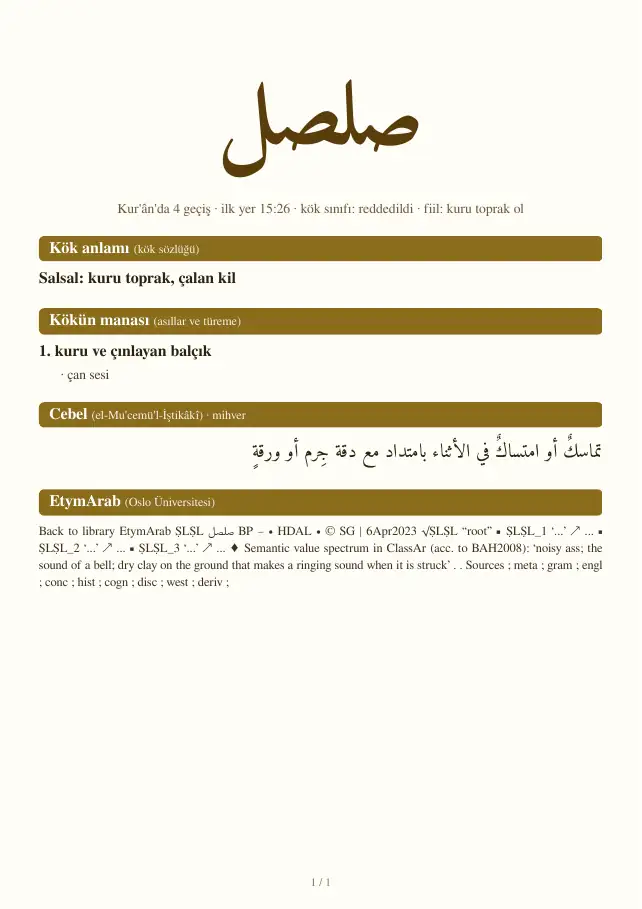 صلصل
Kur'ân'da 4 geçiş · ilk yer 15:26 · kök sınıfı: reddedildi · fiil: kuru toprak ol
Kök anlamı (kök sözlüğü)
Salsal: kuru toprak, çalan kil
Kökün manası (asıllar ve türeme)
1. kuru ve çınlayan balçık
· çan sesi
Cebel (el-Mu'cemü'l-İştikâkî) · mihver
تماسكٌ أو امتساكٌ في الأثناء بامتداد مع دقة جِرم أو ورقةٍ
EtymArab (Oslo Üniversitesi)
Back to library EtymArab ṢLṢL صلصل BP – • HDAL • © SG | 6Apr2023 √ṢLṢL “root” ▪ ṢLṢL_1 ‘...’ ↗ ... ▪
ṢLṢL_2 ‘...’ ↗ ... ▪ ṢLṢL_3 ‘...’ ↗ ... ♦ Semantic value spectrum in ClassAr (acc. to BAH2008): ‘noisy ass; the
sound of a bell; dry clay on the ground that makes a ringing sound when it is struck’ . . Sources ; meta ; gram ; engl
; conc ; hist ; cogn ; disc ; west ; deriv ;
1 / 1